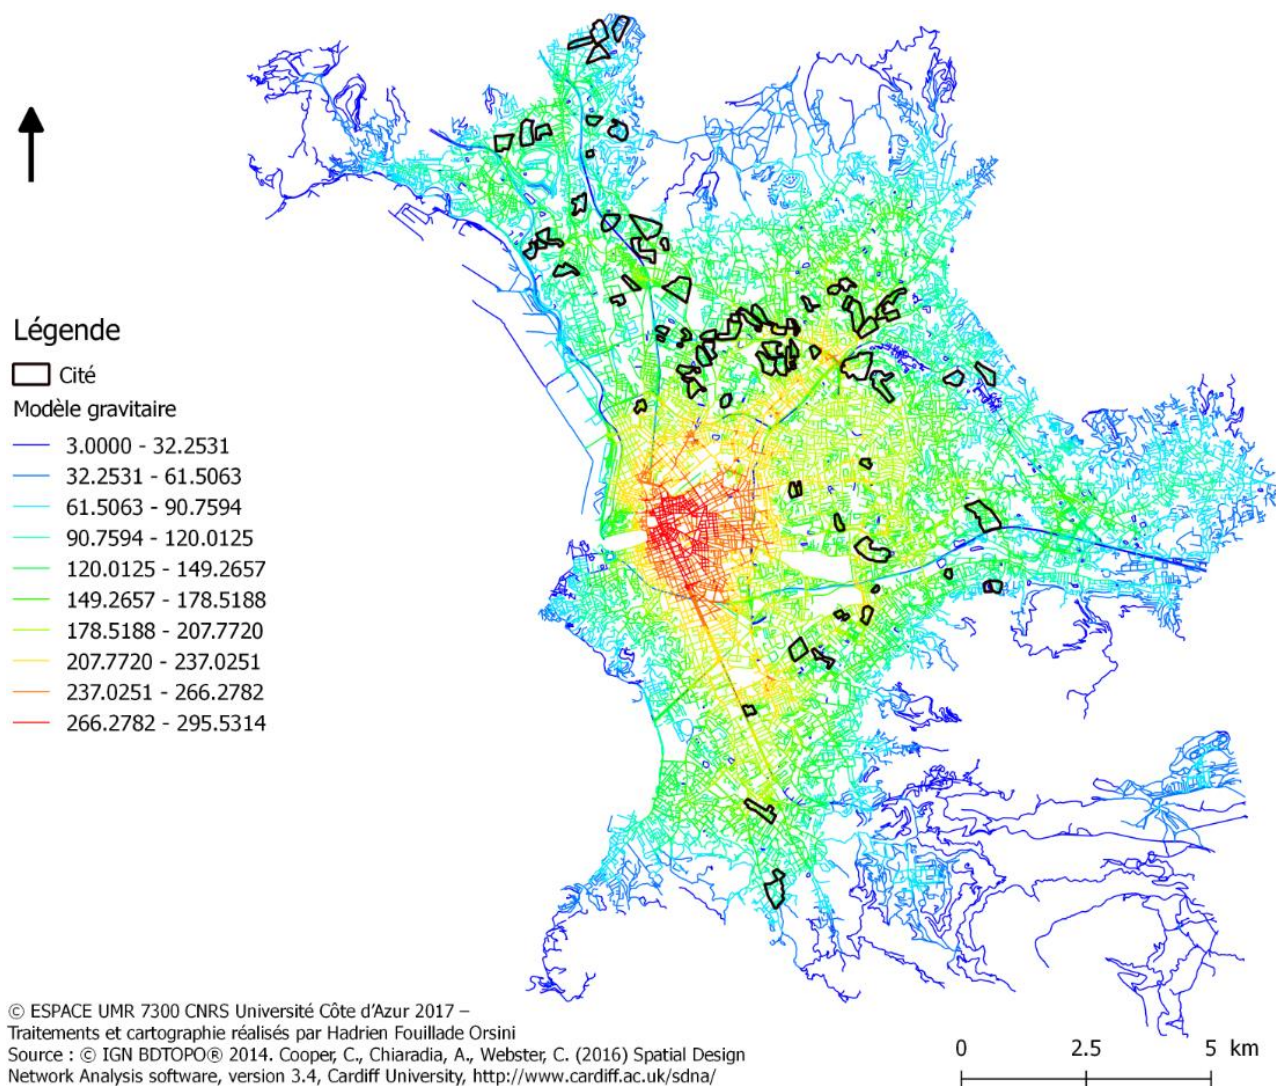 Légende
Cité
Modèle gravitaire
3.0000 - 32.2531
32.2531 - 61.5063
61.5063 - 90.7594
90.7594 - 120.0125
120.0125 - 149.2657
149.2657 - 178.5188
178.5188 - 207.7720
207.7720 - 237.0251
237.0251 - 266.2782
266.2782 - 295.5314
© ESPACE UMR 7300 CNRS Université Côte d'Azur 2017 –
Traitements et cartographie réalisés par Hadrien Fouillade Orsini
Source : © IGN BDTOPO® 2014. Cooper, C., Chiaradia, A., Webster, C. (2016) Spatial Design
Network Analysis software, version 3.4, Cardiff University, http://www.cardiff.ac.uk/sdna/
0 2.5 5 km